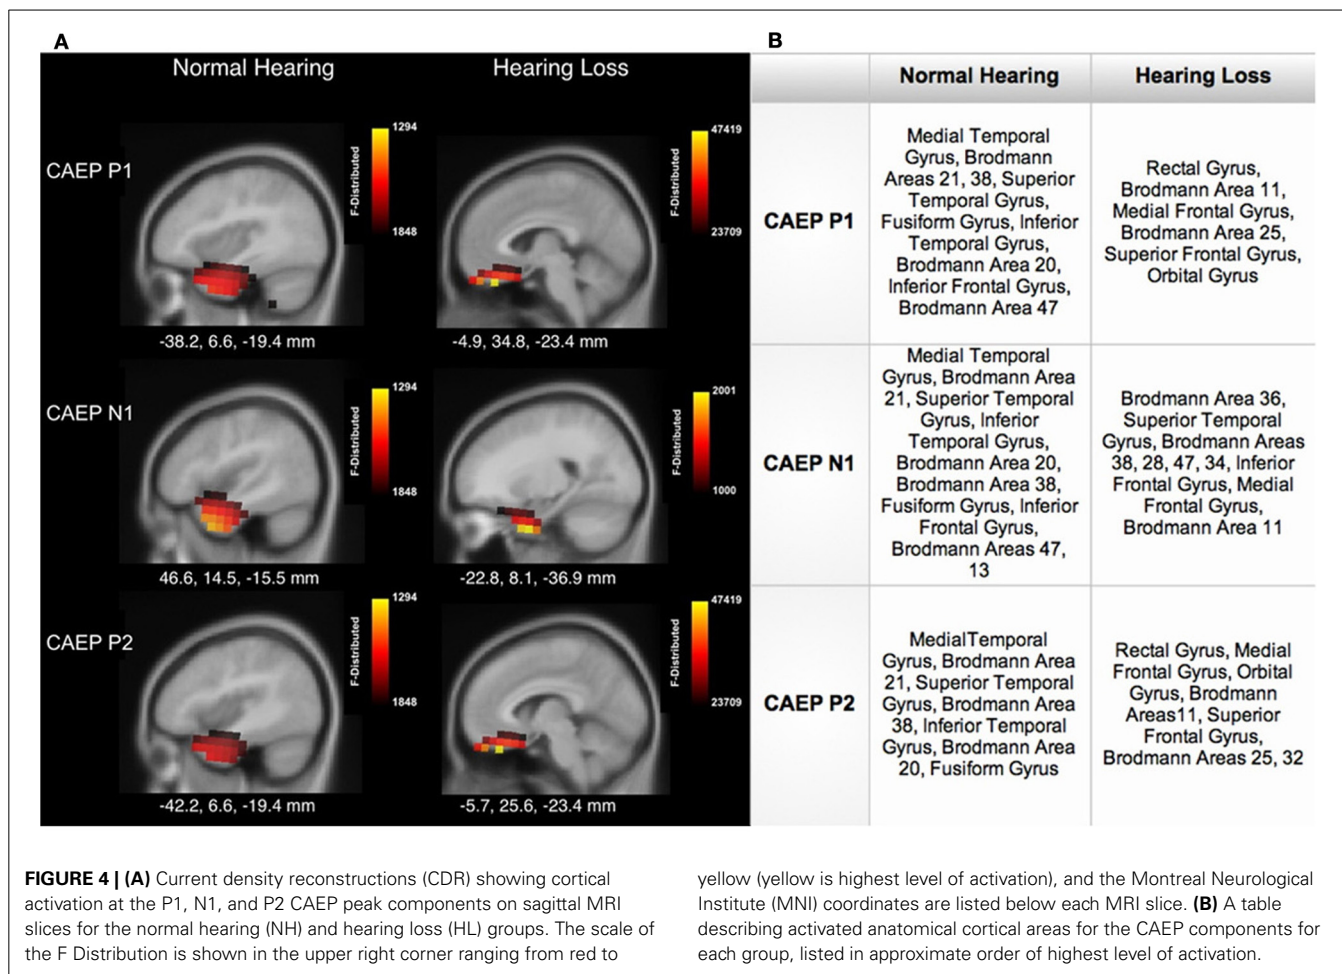 A
Normal Hearing
Hearing Loss
CAEP P1
F-Distributed
1294
1848
-38.2, 6.6, -19.4 mm
F-Distributed
47419
23709
-4.9, 34.8, -23.4 mm
CAEP N1
F-Distributed
1294
1848
46.6, 14.5, -15.5 mm
F-Distributed
2001
1000
-22.8, 8.1, -36.9 mm
CAEP P2
F-Distributed
1294
1848
-42.2, 6.6, -19.4 mm
F-Distributed
47419
23709
-5.7, 25.6, -23.4 mm
B
Normal Hearing
Hearing Loss
CAEP P1
Medial Temporal
Gyrus, Brodmann
Areas 21, 38, Superior
Temporal Gyrus,
Fusiform Gyrus, Inferior
Temporal Gyrus,
Brodmann Area 20,
Inferior Frontal Gyrus,
Brodmann Area 47
Rectal Gyrus,
Brodmann Area 11,
Medial Frontal Gyrus,
Brodmann Area 25,
Superior Frontal Gyrus,
Orbital Gyrus
CAEP N1
Medial Temporal
Gyrus, Brodmann Area
21, Superior Temporal
Gyrus, Inferior
Temporal Gyrus,
Brodmann Area 20,
Brodmann Area 38,
Fusiform Gyrus, Inferior
Frontal Gyrus,
Brodmann Areas 47,
13
Brodmann Area 36,
Superior Temporal
Gyrus, Brodmann Areas
38, 28, 47, 34, Inferior
Frontal Gyrus, Medial
Frontal Gyrus,
Brodmann Area 11
CAEP P2
MedialTemporal
Gyrus, Brodmann Area
21, Superior Temporal
Gyrus, Brodmann Area
38, Inferior Temporal
Gyrus, Brodmann Area
20, Fusiform Gyrus
Rectal Gyrus, Medial
Frontal Gyrus, Orbital
Gyrus, Brodmann
Areas11, Superior
Frontal Gyrus,
Brodmann Areas 25, 32
FIGURE 4 | (A) Current density reconstructions (CDR) showing cortical
activation at the P1, N1, and P2 CAEP peak components on sagittal MRI
slices for the normal hearing (NH) and hearing loss (HL) groups. The scale of
the F Distribution is shown in the upper right corner ranging from red to
yellow (yellow is highest level of activation), and the Montreal Neurological
Institute (MNI) coordinates are listed below each MRI slice. (B) A table
describing activated anatomical cortical areas for the CAEP components for
each group, listed in approximate order of highest level of activation.